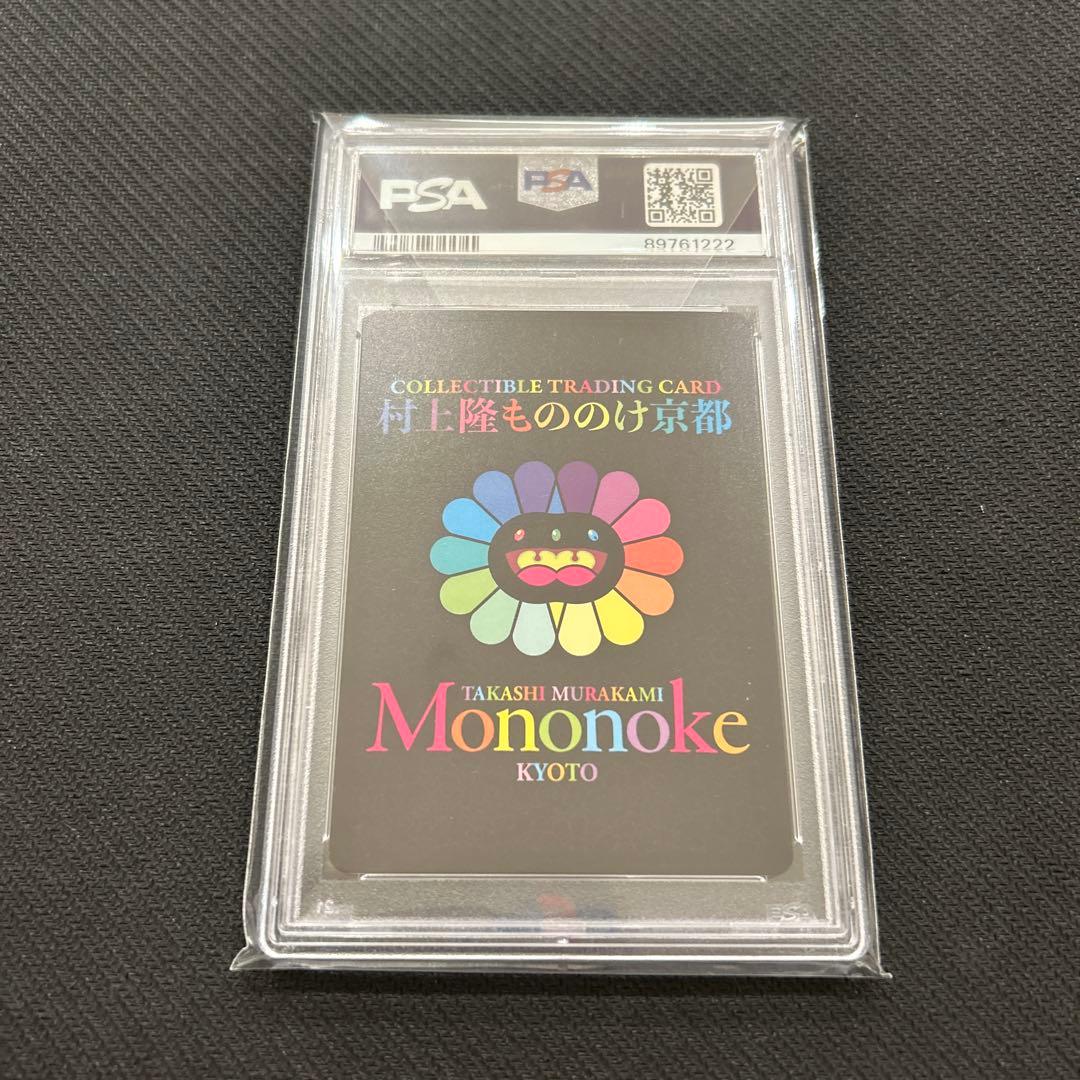 PSA
PSA
89761222
COLLECTIBLE TRADING CARD
村上隆もののけ京都
TAKASHI MURAKAMI
Mononoke
KYOTO
PSA